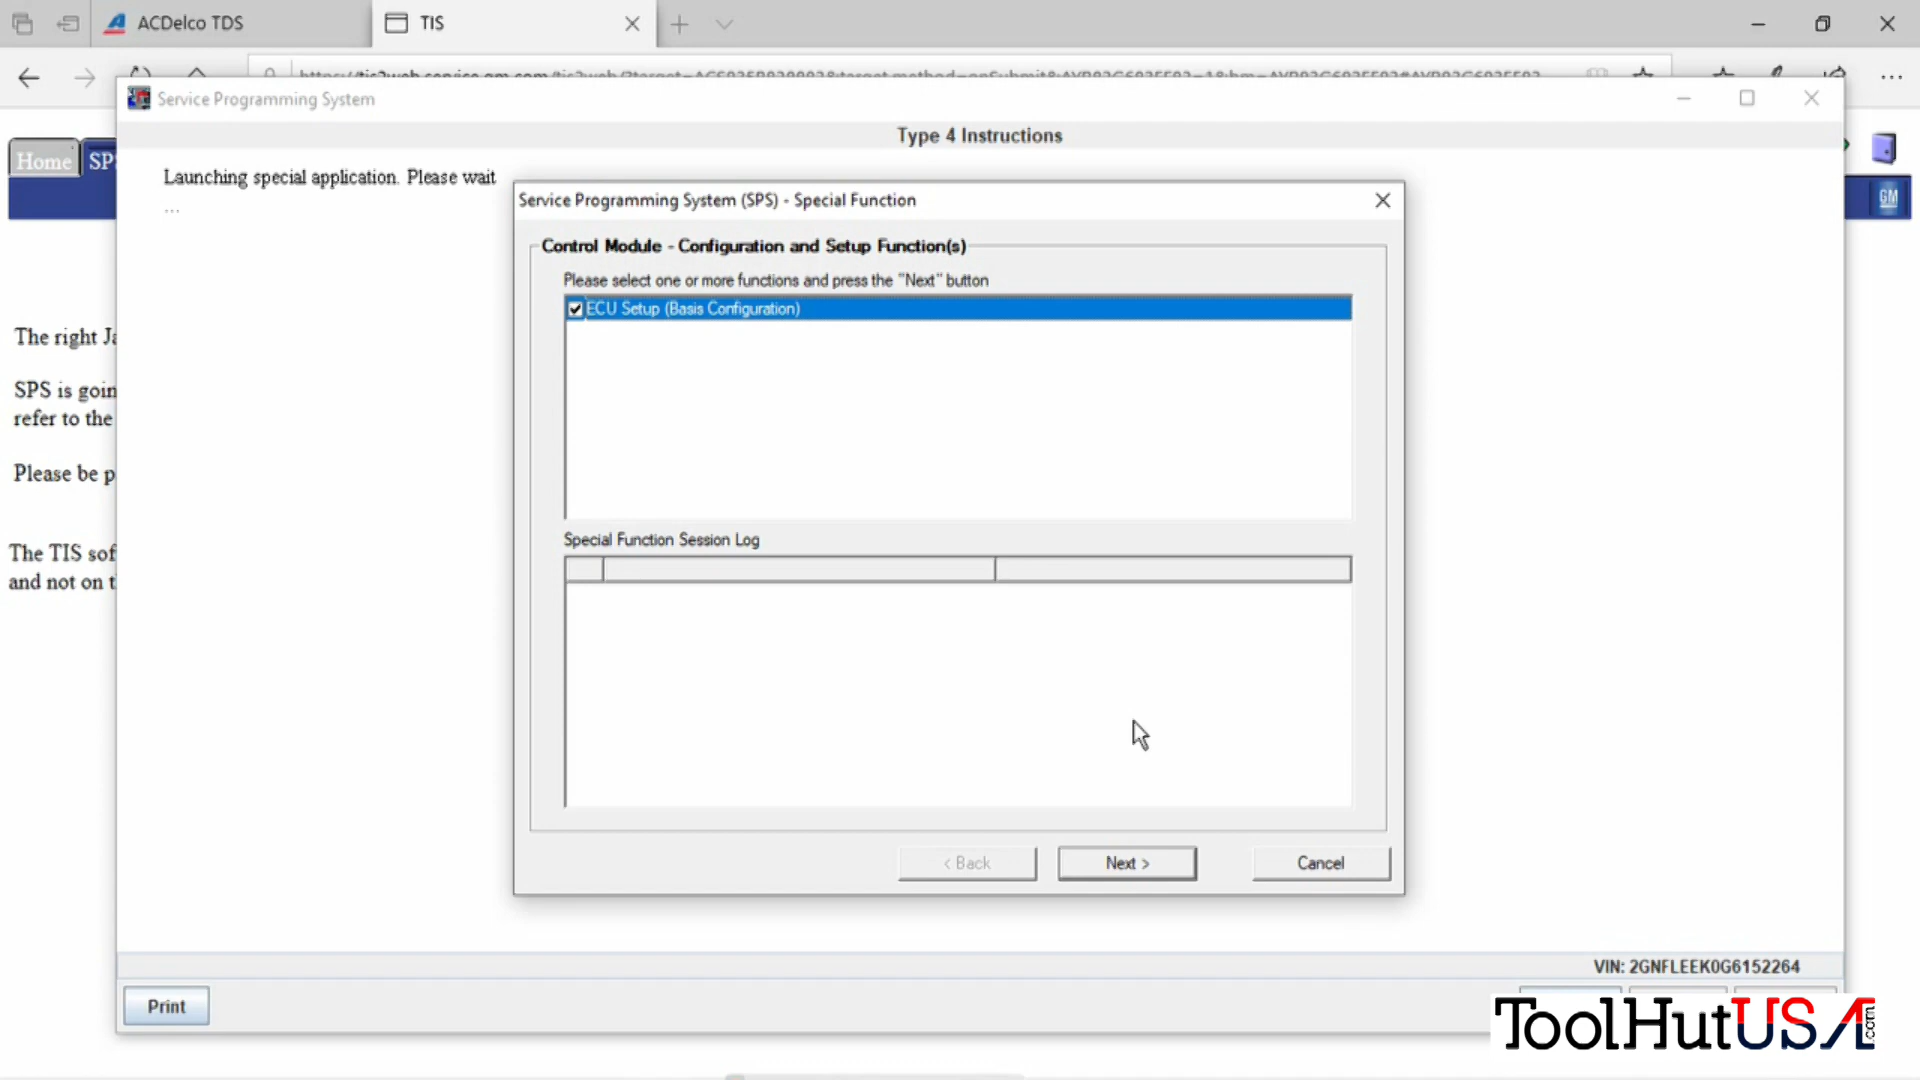 ACDelco TDS
TIS
Service Programming System
Type 4 Instructions
Home
SP
Launching special application. Please wait
...
GM
Service Programming System (SPS) - Special Function
Control Module - Configuration and Setup Function(s)
Please select one or more functions and press the "Next" button
ECU Setup (Basis Configuration)
The right Ja
SPS is goin
refer to the
Please be p
Special Function Session Log
The TIS sof
and not on t
< Back
Next >
Cancel
VIN: 2GNFLEEK0G6152264
Print
ToolHutUSA.com